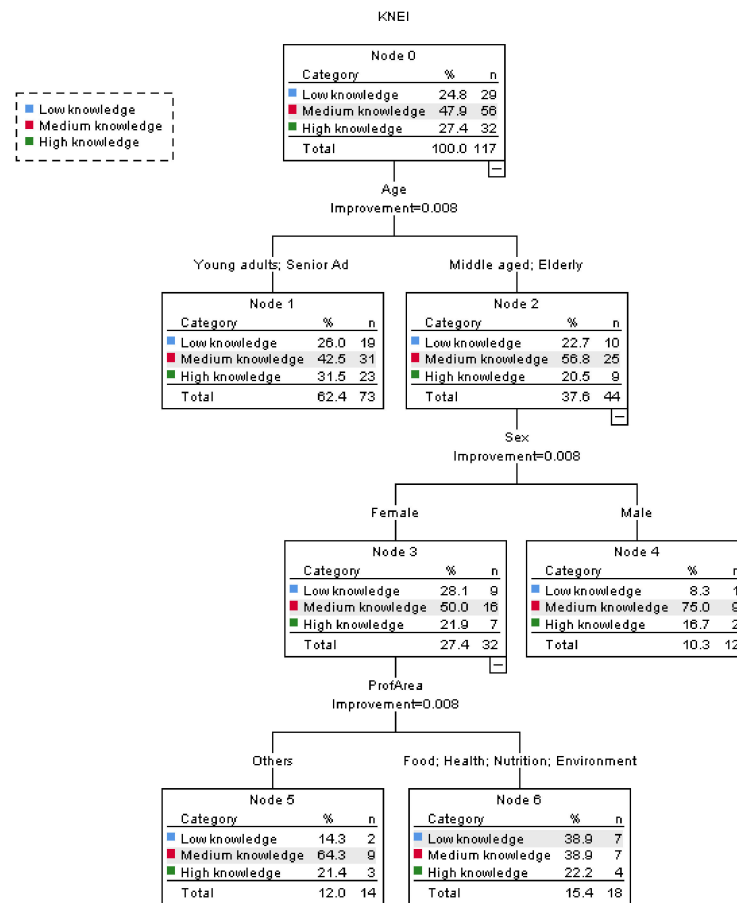 KNEI
Low knowledge
Medium knowledge
High knowledge
Node 0
Category % n
Low knowledge 24.8 29
Medium knowledge 47.9 56
High knowledge 27.4 32
Total 100.0 117
Age
Improvement=0.008
Young adults; Senior Ad
Middle aged; Elderly
Node 1
Category % n
Low knowledge 26.0 19
Medium knowledge 42.5 31
High knowledge 31.5 23
Total 62.4 73
Node 2
Category % n
Low knowledge 22.7 10
Medium knowledge 56.8 25
High knowledge 20.5 9
Total 37.6 44
Sex
Improvement=0.008
Female
Male
Node 3
Category % n
Low knowledge 28.1 9
Medium knowledge 50.0 16
High knowledge 21.9 7
Total 27.4 32
Node 4
Category % n
Low knowledge 8.3 1
Medium knowledge 75.0 9
High knowledge 16.7 2
Total 10.3 12
ProfArea
Improvement=0.008
Others
Food; Health; Nutrition; Environment
Node 5
Category % n
Low knowledge 14.3 2
Medium knowledge 64.3 9
High knowledge 21.4 3
Total 12.0 14
Node 6
Category % n
Low knowledge 38.9 7
Medium knowledge 38.9 7
High knowledge 22.2 4
Total 15.4 18